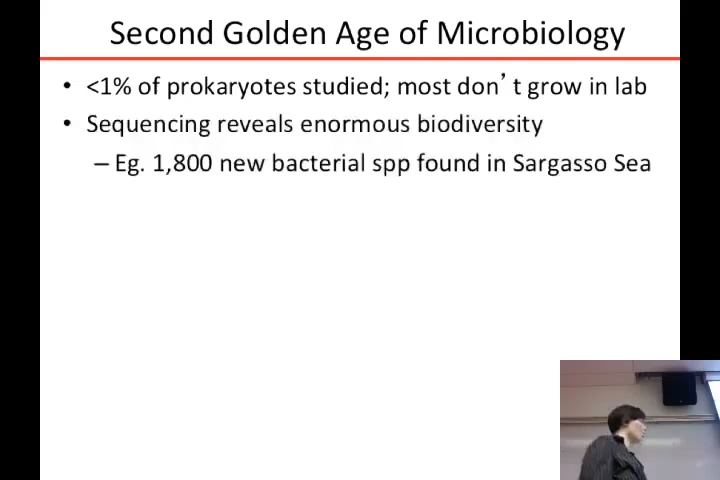 Second Golden Age of Microbiology
• <1% of prokaryotes studied; most don’t grow in lab
• Sequencing reveals enormous biodiversity
– Eg. 1,800 new bacterial spp found in Sargasso Sea